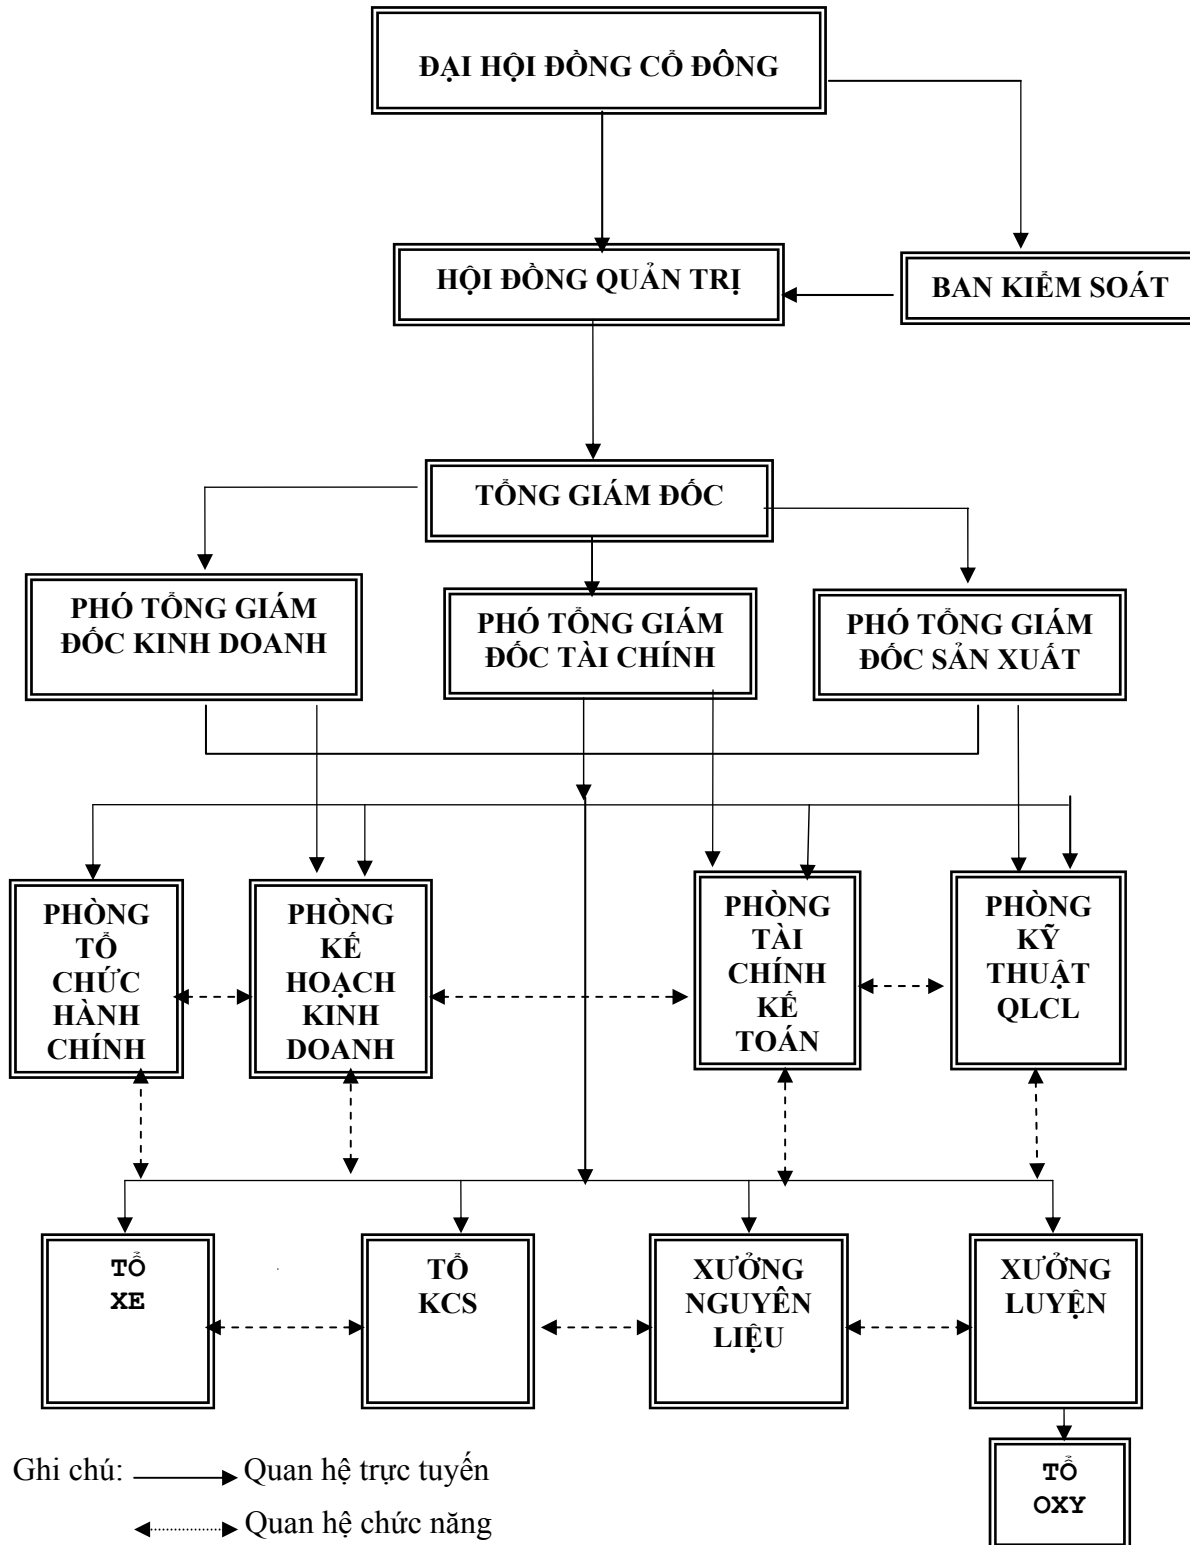 ĐẠI HỘI ĐỒNG CỔ ĐÔNG
HỘI ĐỒNG QUẢN TRỊ
BAN KIỂM SOÁT
TỔNG GIÁM ĐỐC
PHÓ TỔNG GIÁM
ĐỐC KINH DOANH
PHÓ TỔNG GIÁM
ĐỐC TÀI CHÍNH
PHÓ TỔNG GIÁM
ĐỐC SẢN XUẤT
PHÒNG
TỔ
CHỨC
HÀNH
CHÍNH
PHÒNG
KẾ
HOẠCH
KINH
DOANH
PHÒNG
TÀI
CHÍNH
KẾ
TOÁN
PHÒNG
KỸ
THUẬT
QLCL
TỔ
XE
TỔ
KCS
XƯỞNG
NGUYÊN
LIỆU
XƯỞNG
LUYỆN
TỔ
OXY
Ghi chú: Quan hệ trực tuyến
Quan hệ chức năng